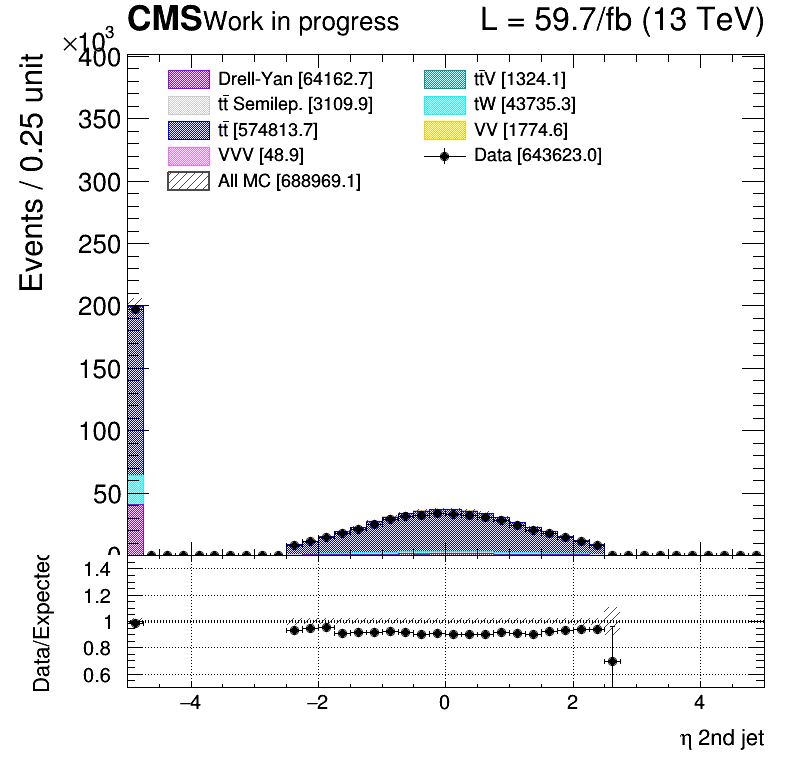 CMS Work in progress L = 59.7/fb (13 TeV)
×10³
Events / 0.25 unit
400
350
300
250
200
150
100
50
0
Drell-Yan [64162.7]
tt̄ Semilep. [3109.9]
tt̄ [574813.7]
VVV [48.9]
All MC [688969.1]
tt̄V [1324.1]
tW [43735.3]
VV [1774.6]
Data [643623.0]
Data/Expected
1.4
1.2
1
0.8
0.6
−4 −2 0 2 4
η 2nd jet